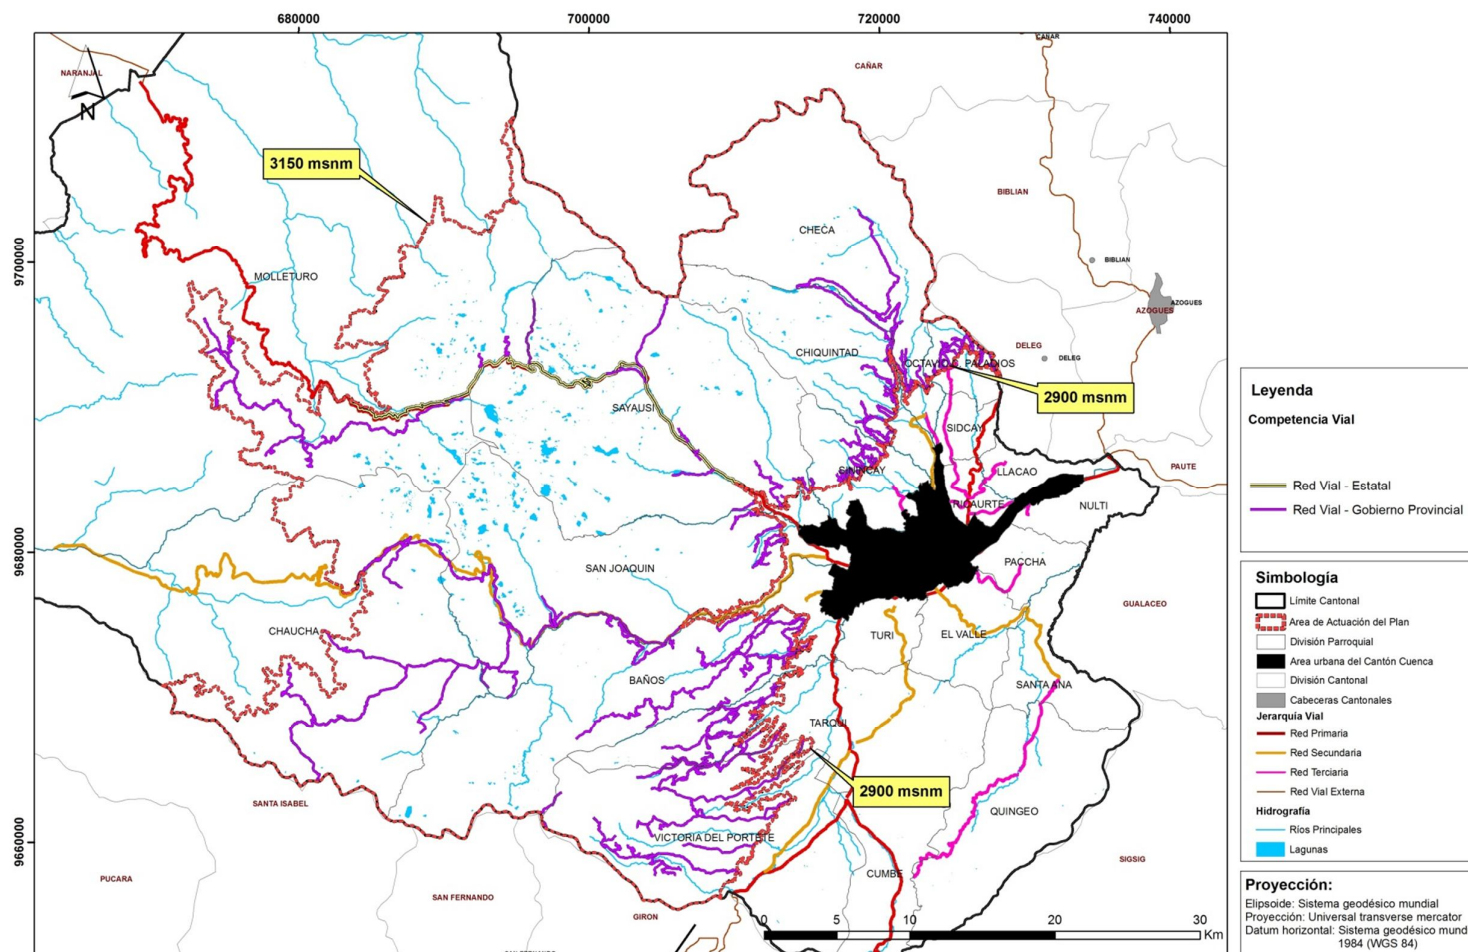 680000
700000
720000
740000
CAÑAR
NARANJAL
CAÑAR
N
3150 msnm
BIBLIAN
CHECA
9700000
BIBLIAN
MOLLETURO
AZOGUES
AZOGUES
DELEG
CHIQUINTAD
DELEG
OCTAVIO C. PALACIOS
2900 msnm
SAYAUSI
SIDCAY
SININCAY
LLACAO
PAUTE
RICAURTE
NULTI
9680000
PACCHA
SAN JOAQUIN
GUALACEO
CHAUCHA
TURI
EL VALLE
BAÑOS
SANTA ANA
TARQUI
2900 msnm
SANTA ISABEL
QUINGEO
VICTORIA DEL PORTETE
9660000
SIGSIG
CUMBE
PUCARA
SAN FERNANDO
GIRON
0 5 10 20 30
Km
Leyenda
Competencia Vial
Red Vial - Estatal
Red Vial - Gobierno Provincial
Simbología
Límite Cantonal
Area de Actuación del Plan
División Parroquial
Area urbana del Cantón Cuenca
División Cantonal
Cabeceras Cantonales
Jerarquía Vial
Red Primaria
Red Secundaria
Red Terciaria
Red Vial Externa
Hidrografía
Ríos Principales
Lagunas
Proyección:
Elipsoide: Sistema geodésico mundial
Proyección: Universal transverse mercator
Datum horizontal: Sistema geodésico mund
1984 (WGS 84)